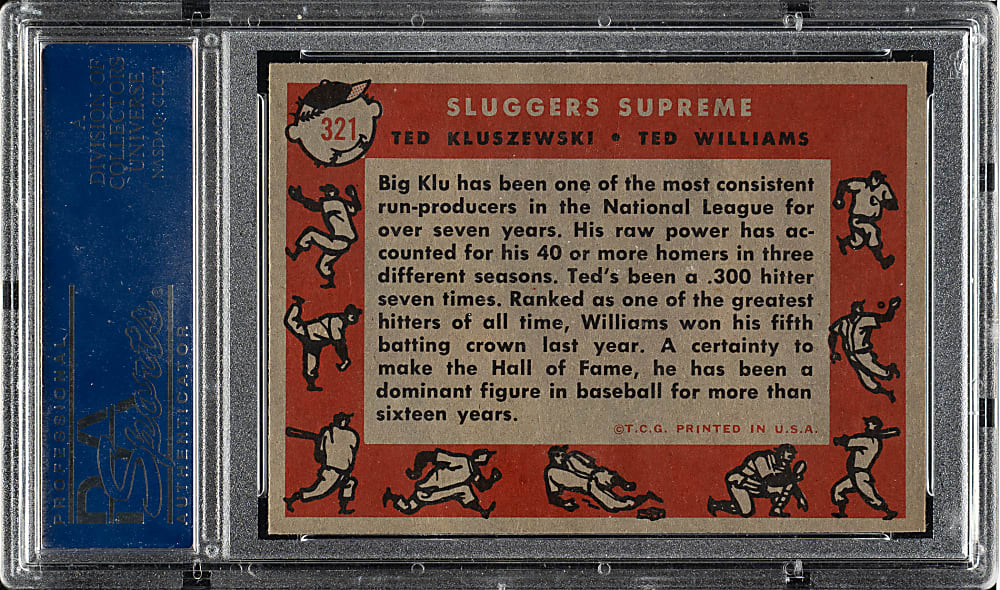 A
DIVISION OF
COLLECTORS
UNIVERSE
NASDAQ: CLCT
PROFESSIONAL
PSA
Sports®
AUTHENTICATOR
321
SLUGGERS SUPREME
TED KLUSZEWSKI • TED WILLIAMS
Big Klu has been one of the most consistent
run-producers in the National League for
over seven years. His raw power has ac-
counted for his 40 or more homers in three
different seasons. Ted's been a .300 hitter
seven times. Ranked as one of the greatest
hitters of all time, Williams won his fifth
batting crown last year. A certainty to
make the Hall of Fame, he has been a
dominant figure in baseball for more than
sixteen years.
©T.C.G. PRINTED IN U.S.A.